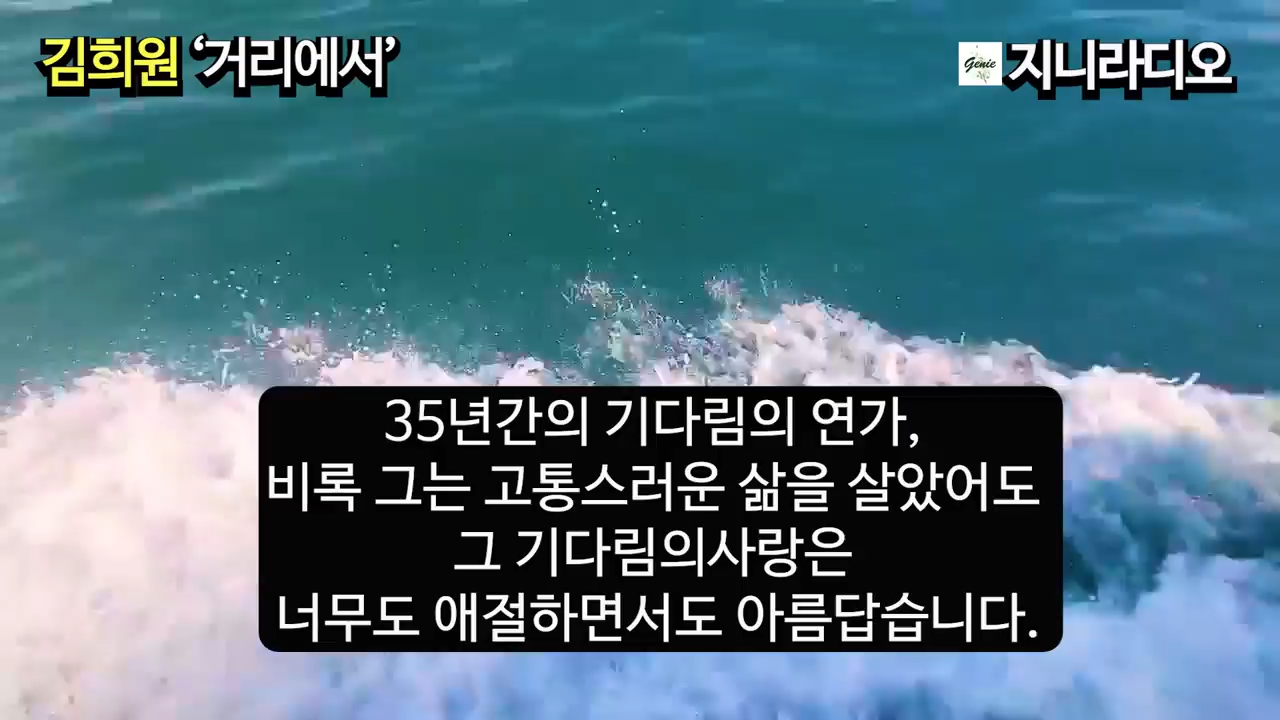 김희원 ‘거리에서’
Genie 지니라디오
35년간의 기다림의 연가,
비록 그는 고통스러운 삶을 살았어도
그 기다림의사랑은
너무도 애절하면서도 아름답습니다.